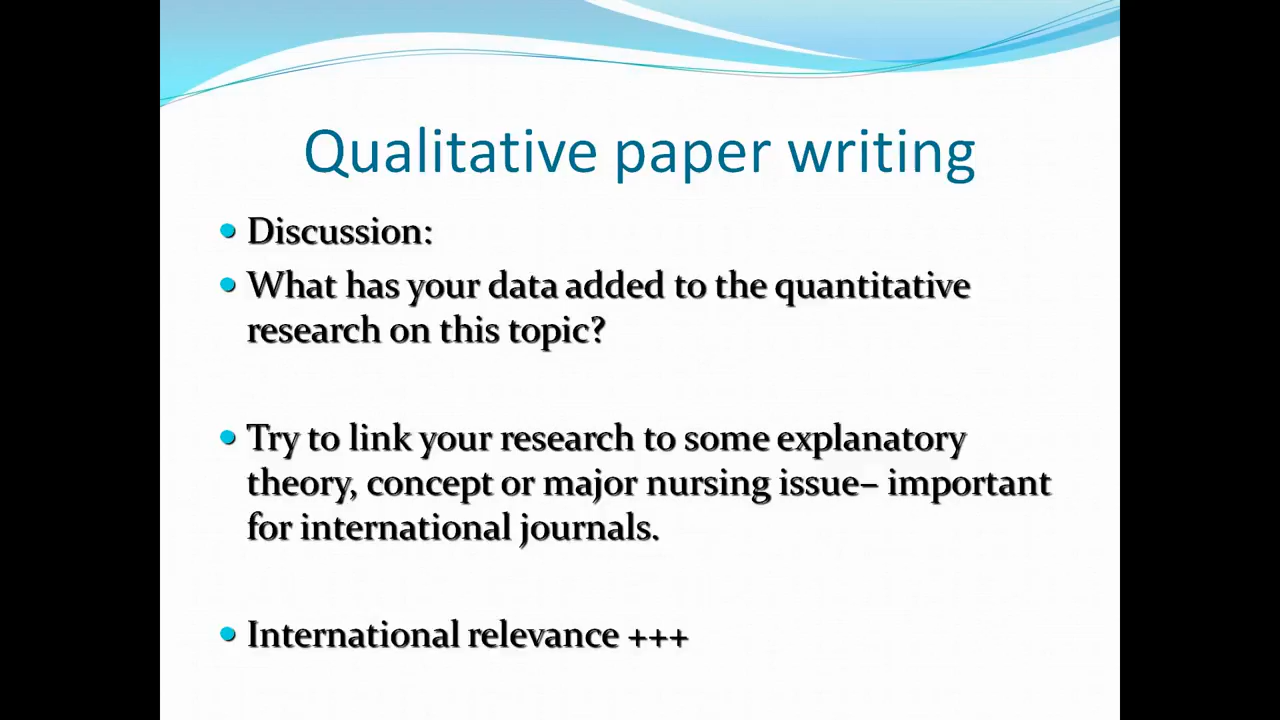 Qualitative paper writing
• Discussion:
• What has your data added to the quantitative
research on this topic?
• Try to link your research to some explanatory
theory, concept or major nursing issue– important
for international journals.
• International relevance +++